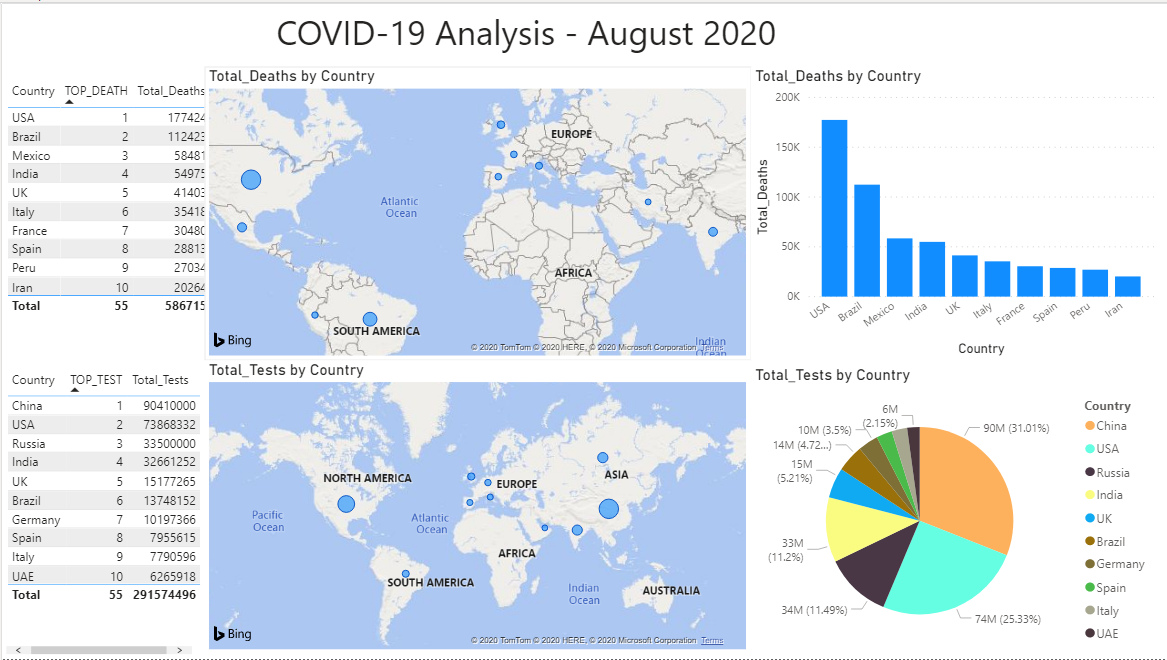 COVID-19 Analysis - August 2020
Country TOP_DEATH Total_Deaths
USA 1 177424
Brazil 2 112423
Mexico 3 58481
India 4 54975
UK 5 41403
Italy 6 35418
France 7 30480
Spain 8 28813
Peru 9 27034
Iran 10 20264
Total 55 586715
Total_Deaths by Country
EUROPE
Atlantic
Ocean
AFRICA
SOUTH AMERICA
Indian
Ocean
Bing
© 2020 TomTom © 2020 HERE, © 2020 Microsoft Corporation Terms
Total_Deaths by Country
Total_Deaths
200K
150K
100K
50K
0K
USA
Brazil
Mexico
India
UK
Italy
France
Spain
Peru
Iran
Country
Country TOP_TEST Total_Tests
China 1 90410000
USA 2 73868332
Russia 3 33500000
India 4 32661252
UK 5 15177265
Brazil 6 13748152
Germany 7 10197366
Spain 8 7955615
Italy 9 7790596
UAE 10 6265918
Total 55 291574496
Total_Tests by Country
NORTH AMERICA
EUROPE
ASIA
Pacific
Ocean
Atlantic
Ocean
AFRICA
SOUTH AMERICA
Indian
Ocean
AUSTRALIA
Bing
© 2020 TomTom © 2020 HERE, © 2020 Microsoft Corporation Terms
Total_Tests by Country
6M
(2.15%)
10M (3.5%)
14M (4.72...)
15M
(5.21%)
33M
(11.2%)
34M (11.49%)
74M (25.33%)
90M (31.01%)
Country
China
USA
Russia
India
UK
Brazil
Germany
Spain
Italy
UAE